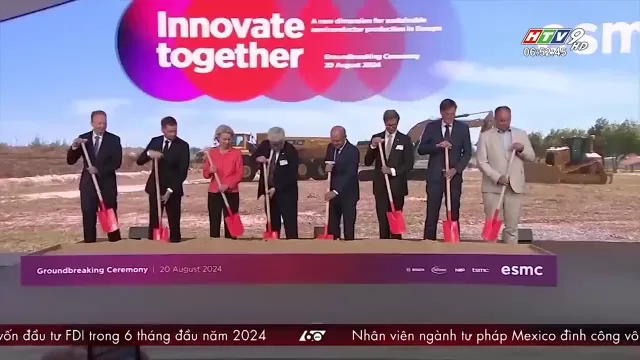 Innovate
together
A new dimension for sustainable
semiconductor production in Europe
Groundbreaking Ceremony
20 August 2024
esmc
HTV9
HD
06:52:45
Groundbreaking Ceremony | 20 August 2024
BOSCH
infineon
NXP
tsmc
esmc
vốn đầu tư FDI trong 6 tháng đầu năm 2024
60
Nhân viên ngành tư pháp Mexico đình công vô